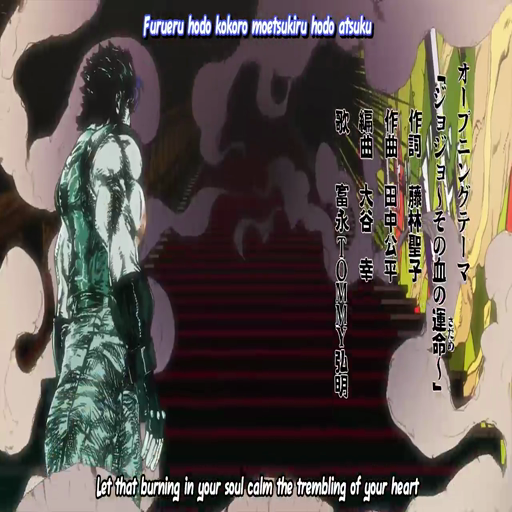 Furueru hodo kokoro moetsukiru hodo atsuku
オープニングテーマ
「ジョジョ～その血の運命～」
さだめ
作詞 藤林聖子
作曲 田中公平
編曲 大谷 幸
歌 富永TOMMY弘明
Let that burning in your soul calm the trembling of your heart